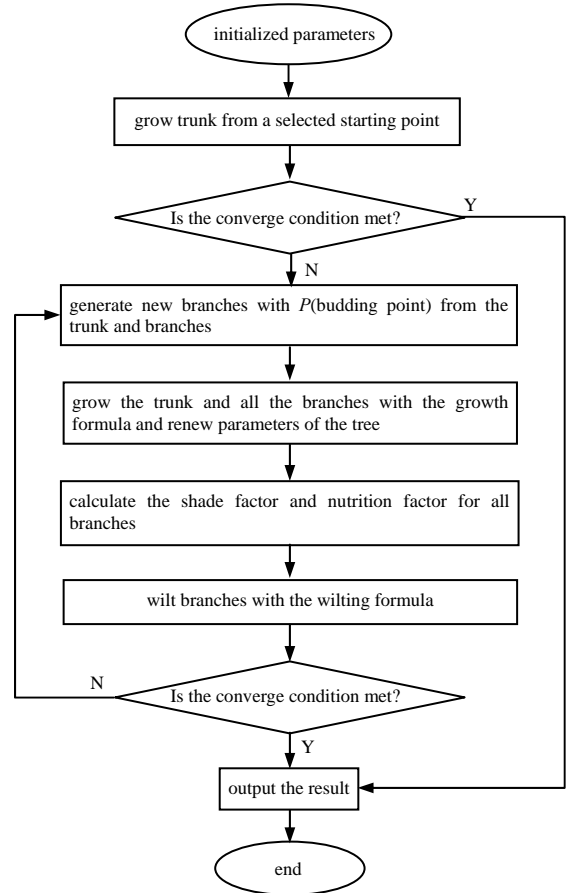 initialized parameters
grow trunk from a selected starting point
Is the converge condition met?
Y
N
generate new branches with P(budding point) from the
trunk and branches
grow the trunk and all the branches with the growth
formula and renew parameters of the tree
calculate the shade factor and nutrition factor for all
branches
wilt branches with the wilting formula
N
Is the converge condition met?
Y
output the result
end